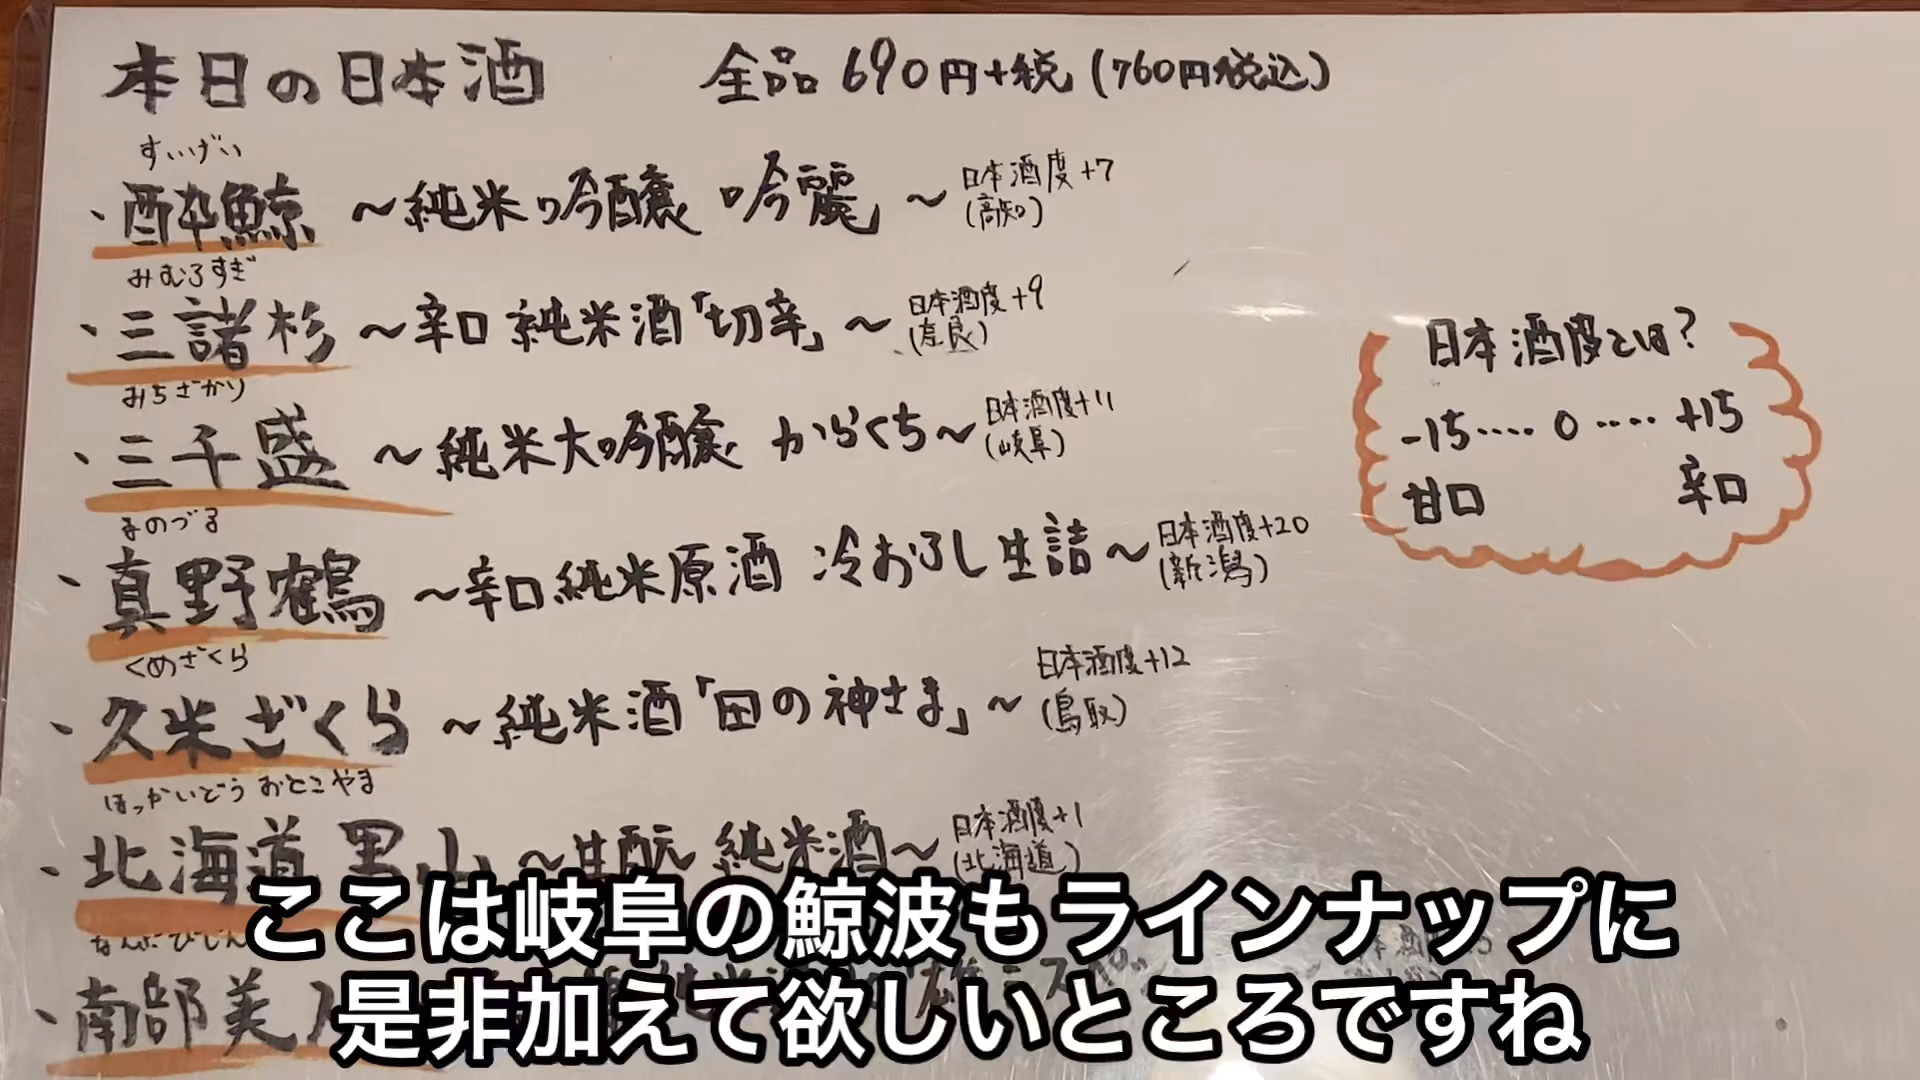 本日の日本酒 全品690円+税(760円税込)
すいげい
・酔鯨 〜純米吟醸 吟麗〜 日本酒度+7
(高知)
みむろすぎ
・三諸杉 〜辛口 純米酒「切辛」〜 日本酒度+9
(奈良)
みちざかり
・三千盛 〜純米大吟醸 からくち〜 日本酒度+11
(岐阜)
まのづる
・真野鶴 〜辛口純米原酒 冷おろし生詰〜 日本酒度+20
(新潟)
くめざくら
・久米ざくら 〜純米酒「田の神さま」〜 日本酒度+12
(鳥取)
ほっかいどう おとこやま
・北海道 男山 〜生酛 純米酒〜 日本酒度+1
(北海道)
なんぶびじん
・南部美
日本酒度とは?
-15‥‥0‥‥+15
甘口 辛口
ここは岐阜の鯨波もラインナップに
是非加えて欲しいところですね